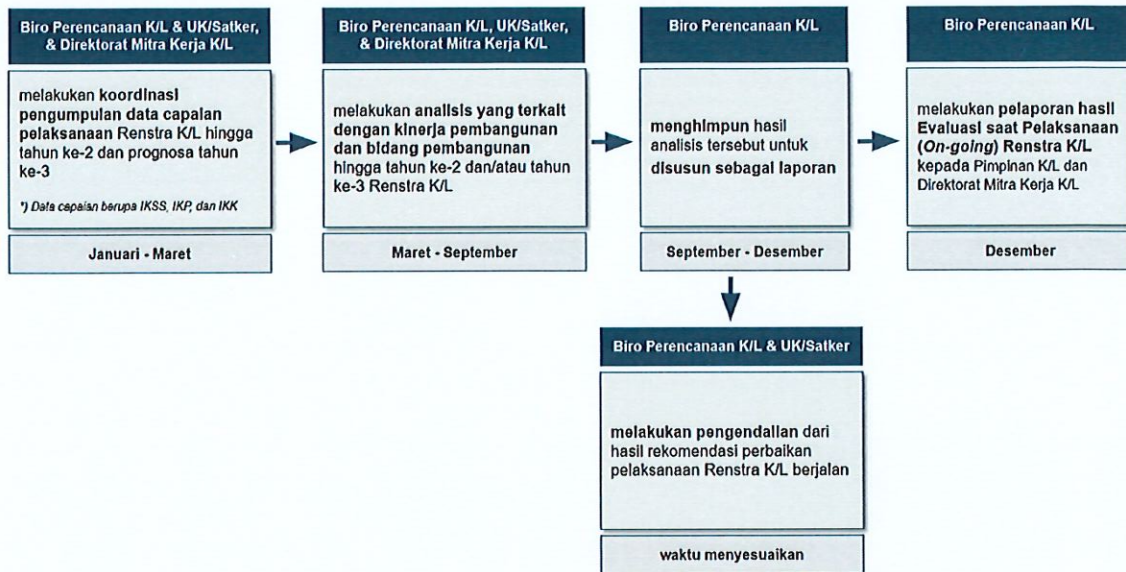 Biro Perencanaan K/L & UK/Satker,
& Direktorat Mitra Kerja K/L
melakukan koordinasi
pengumpulan data capaian
pelaksanaan Renstra K/L hingga
tahun ke-2 dan prognosa tahun
ke-3
*) Data capaian berupa IKSS, IKP, dan IKK
Januari - Maret
Biro Perencanaan K/L, UK/Satker,
& Direktorat Mitra Kerja K/L
melakukan analisis yang terkait
dengan kinerja pembangunan
dan bidang pembangunan
hingga tahun ke-2 dan/atau tahun
ke-3 Renstra K/L
Maret - September
Biro Perencanaan K/L
menghimpun hasil
analisis tersebut untuk
disusun sebagai laporan
September - Desember
Biro Perencanaan K/L
melakukan pelaporan hasil
Evaluasi saat Pelaksanaan
(On-going) Renstra K/L
kepada Pimpinan K/L dan
Direktorat Mitra Kerja K/L
Desember
Biro Perencanaan K/L & UK/Satker
melakukan pengendalian dari
hasil rekomendasi perbaikan
pelaksanaan Renstra K/L berjalan
waktu menyesuaikan